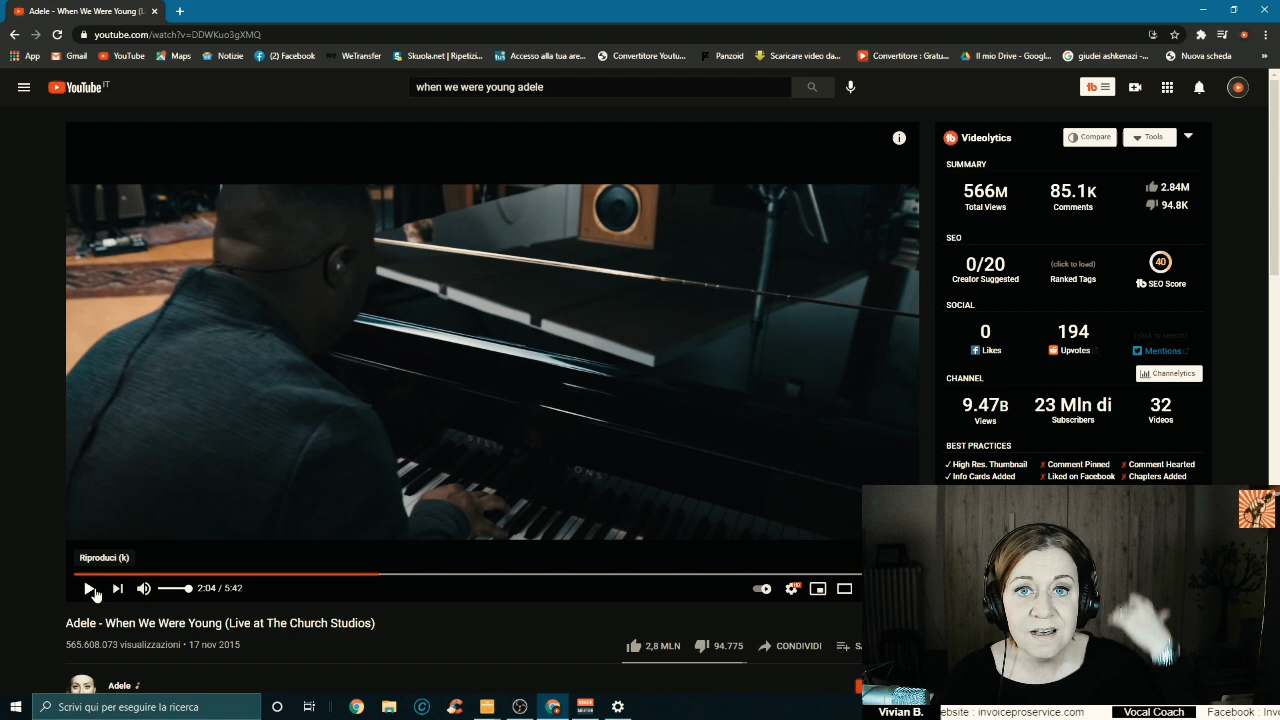 Adele - When We Were Young (L
youtube.com/watch?v=DDWKuo3gXMQ
App
Gmail
YouTube
Maps
Notizie
(2) Facebook
WeTransfer
Skuola.net | Ripetizi...
Accesso alla tua are...
Convertitore Youtu...
Panzoid
Scaricare video da...
Convertitore : Gratu...
Il mio Drive - Googl...
giudei ashkenazi -...
Nuova scheda
YouTube IT
when we were young adele
Videolytics
Compare
Tools
SUMMARY
566M
85.1K
2.84M
Total Views
Comments
94.8K
SEO
0/20
(click to load)
40
Creator Suggested
Ranked Tags
SEO Score
SOCIAL
0
194
(click to search)
Likes
Upvotes
Mentions
CHANNEL
Channelytics
9.47B
23 Mln di
32
Views
Subscribers
Videos
BEST PRACTICES
✓ High Res. Thumbnail
✗ Comment Pinned
✗ Comment Hearted
✓ Info Cards Added
✗ Liked on Facebook
✗ Chapters Added
Riproduci (k)
2:04 / 5:42
HD
Adele - When We Were Young (Live at The Church Studios)
565.608.073 visualizzazioni • 17 nov 2015
2,8 MLN
94.775
CONDIVIDI
SA
Adele
Scrivi qui per eseguire la ricerca
Vivian B.
ebsite : invoiceproservice.com
Vocal Coach
Facebook : Invo